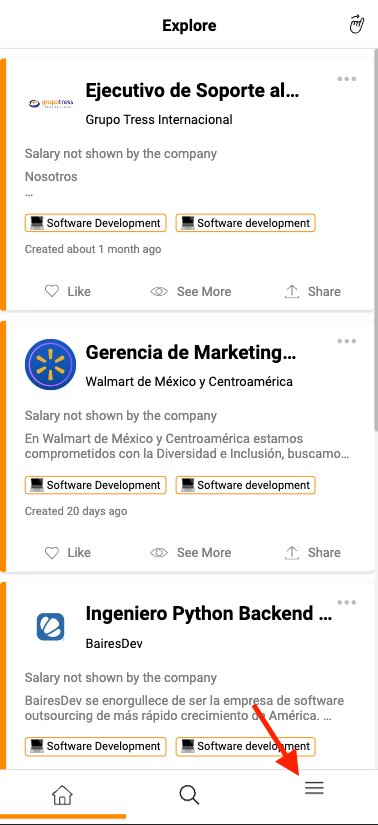 Explore
Ejecutivo de Soporte al...
grupotress
Grupo Tress Internacional
Salary not shown by the company
Nosotros
...
Software Development
Software development
Created about 1 month ago
Like
See More
Share
Gerencia de Marketing...
Walmart de México y Centroamérica
Salary not shown by the company
En Walmart de México y Centroamérica estamos
comprometidos con la Diversidad e Inclusión, buscamo...
Software Development
Software development
Created 20 days ago
Like
See More
Share
Ingeniero Python Backend ...
BairesDev
Salary not shown by the company
BairesDev se enorgullece de ser la empresa de software
outsourcing de más rápido crecimiento de América. ...
Software Development
Software development